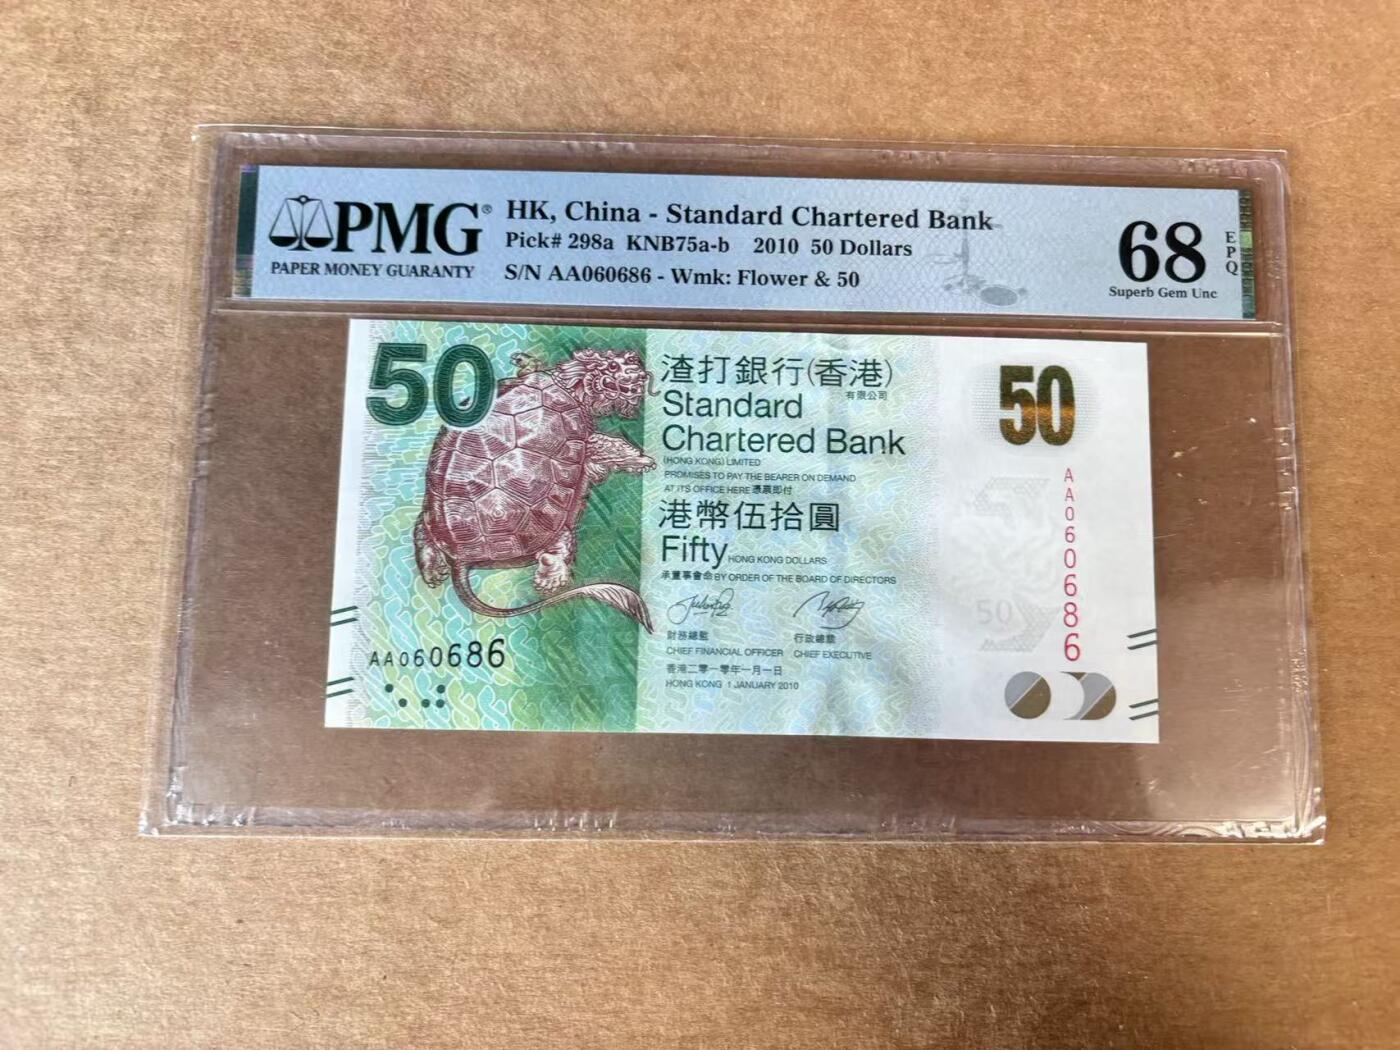 PMG®
PAPER MONEY GUARANTY
HK, China - Standard Chartered Bank
Pick# 298a KNB75a-b 2010 50 Dollars
S/N AA060686 - Wmk: Flower & 50
68
EPQ
Superb Gem Unc
50
渣打銀行(香港)
有限公司
Standard
Chartered Bank
(HONG KONG) LIMITED
PROMISES TO PAY THE BEARER ON DEMAND
AT ITS OFFICE HERE 憑票即付
港幣伍拾圓
Fifty HONG KONG DOLLARS
承董事會命 BY ORDER OF THE BOARD OF DIRECTORS
財務總監 行政總裁
CHIEF FINANCIAL OFFICER CHIEF EXECUTIVE
香港二零一零年一月一日
HONG KONG 1 JANUARY 2010
AA060686
50
AA060686
50